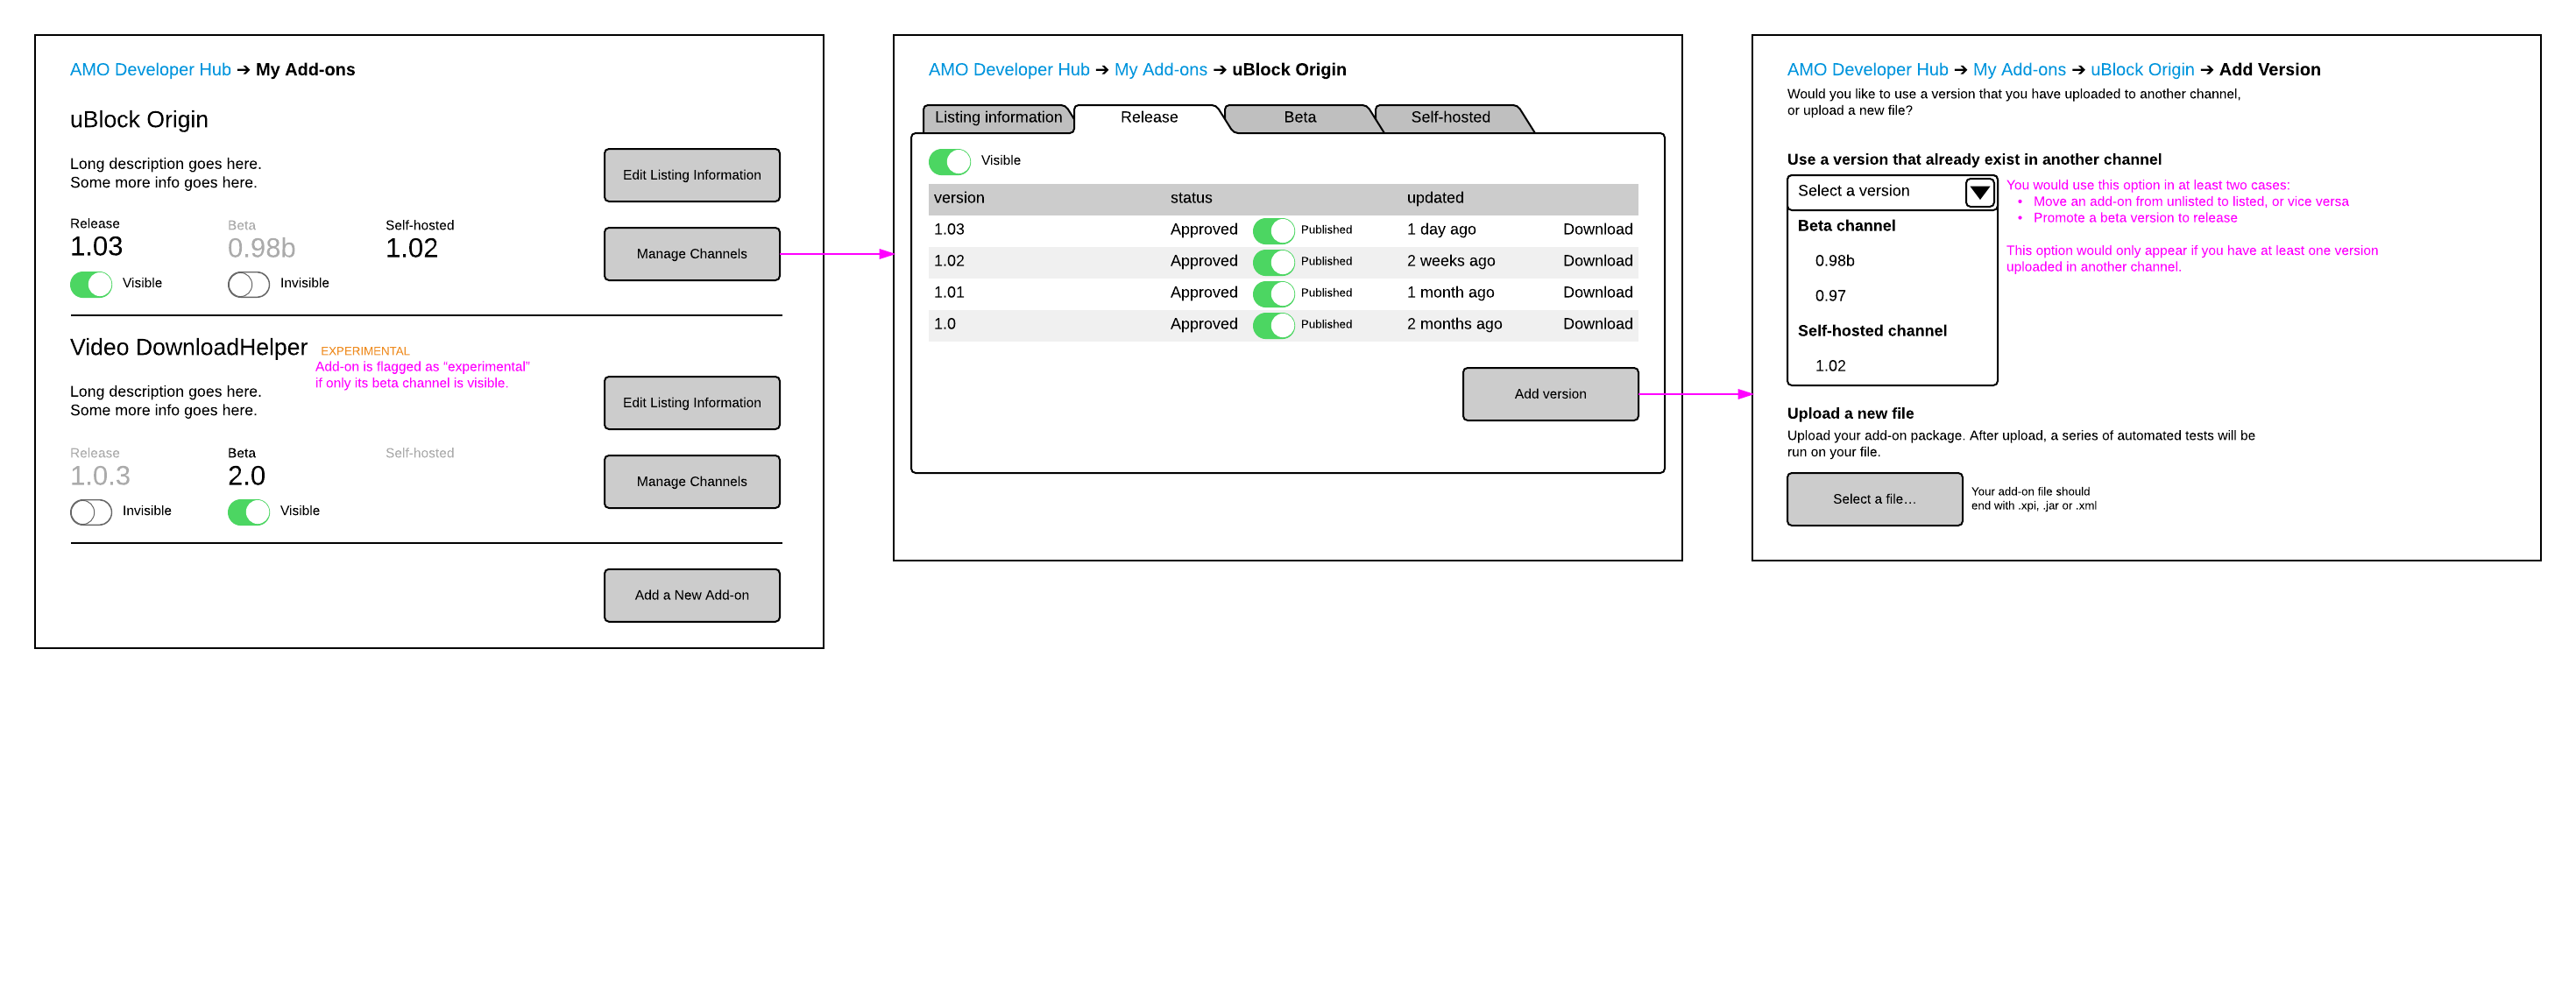 AMO Developer Hub ➔ My Add-ons
uBlock Origin
Long description goes here.
Some more info goes here.
Edit Listing Information
Release
1.03
Visible
Beta
0.98b
Invisible
Self-hosted
1.02
Manage Channels
Video DownloadHelper EXPERIMENTAL
Add-on is flagged as “experimental”
if only its beta channel is visible.
Long description goes here.
Some more info goes here.
Edit Listing Information
Release
1.0.3
Invisible
Beta
2.0
Visible
Self-hosted
Manage Channels
Add a New Add-on
AMO Developer Hub ➔ My Add-ons ➔ uBlock Origin
Listing information Release Beta Self-hosted
Visible
version status updated
1.03 Approved Published 1 day ago Download
1.02 Approved Published 2 weeks ago Download
1.01 Approved Published 1 month ago Download
1.0 Approved Published 2 months ago Download
Add version
AMO Developer Hub ➔ My Add-ons ➔ uBlock Origin ➔ Add Version
Would you like to use a version that you have uploaded to another channel,
or upload a new file?
Use a version that already exist in another channel
Select a version
Beta channel
0.98b
0.97
Self-hosted channel
1.02
You would use this option in at least two cases:
• Move an add-on from unlisted to listed, or vice versa
• Promote a beta version to release
This option would only appear if you have at least one version
uploaded in another channel.
Upload a new file
Upload your add-on package. After upload, a series of automated tests will be
run on your file.
Select a file…
Your add-on file should
end with .xpi, .jar or .xml